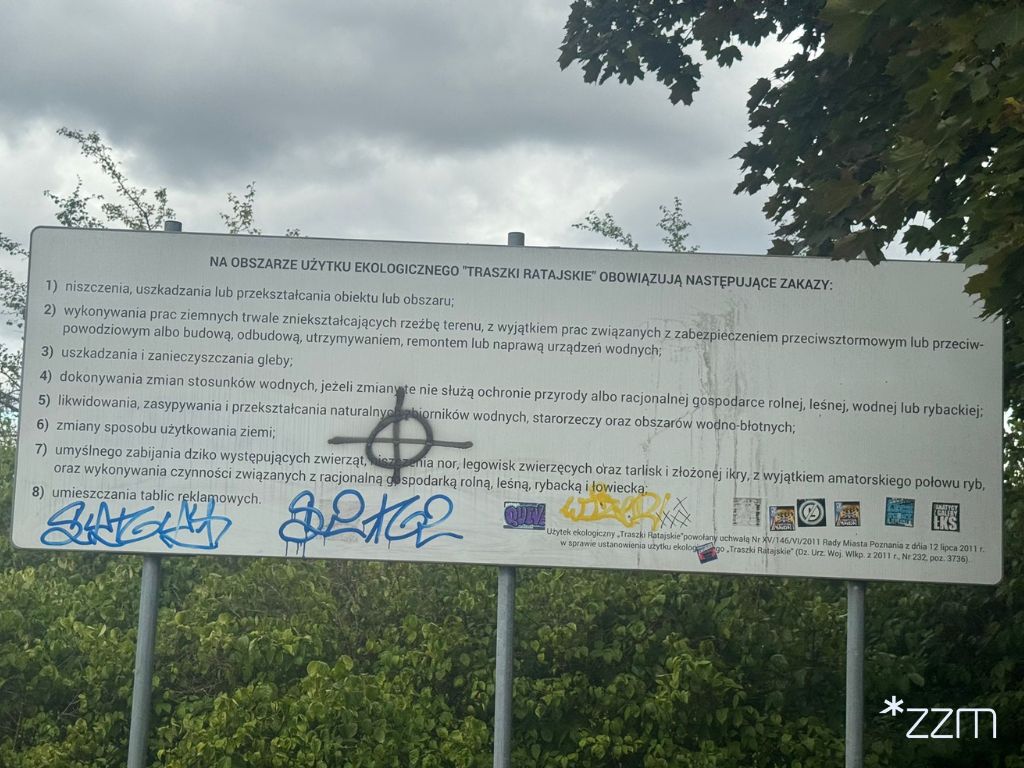 NA OBSZARZE UŻYTKU EKOLOGICZNEGO "TRASZKI RATAJSKIE" OBOWIĄZUJĄ NASTĘPUJĄCE ZAKAZY:
1) niszczenia, uszkadzania lub przekształcania obiektu lub obszaru;
2) wykonywania prac ziemnych trwale zniekształcających rzeźbę terenu, z wyjątkiem prac związanych z zabezpieczeniem przeciwsztormowym lub przeciw-
powodziowym albo budową, odbudową, utrzymywaniem, remontem lub naprawą urządzeń wodnych;
3) uszkadzania i zanieczyszczania gleby;
4) dokonywania zmian stosunków wodnych, jeżeli zmiany te nie służą ochronie przyrody albo racjonalnej gospodarce rolnej, leśnej, wodnej lub rybackiej;
5) likwidowania, zasypywania i przekształcania naturalnych zbiorników wodnych, starorzeczy oraz obszarów wodno-błotnych;
6) zmiany sposobu użytkowania ziemi;
7) umyślnego zabijania dziko występujących zwierząt, niszczenia nor, legowisk zwierzęcych oraz tarlisk i złożonej ikry, z wyjątkiem amatorskiego połowu ryb,
oraz wykonywania czynności związanych z racjonalną gospodarką rolną, leśną, rybacką i łowiecką;
8) umieszczania tablic reklamowych.
ŁKS
Użytek ekologiczny „Traszki Ratajskie" powołany uchwałą Nr XV/146/VI/2011 Rady Miasta Poznania z dnia 12 lipca 2011 r.
w sprawie ustanowienia użytku ekologicznego „Traszki Ratajskie" (Dz. Urz. Woj. Wlkp. z 2011 r., Nr 232, poz. 3736).
*zzm